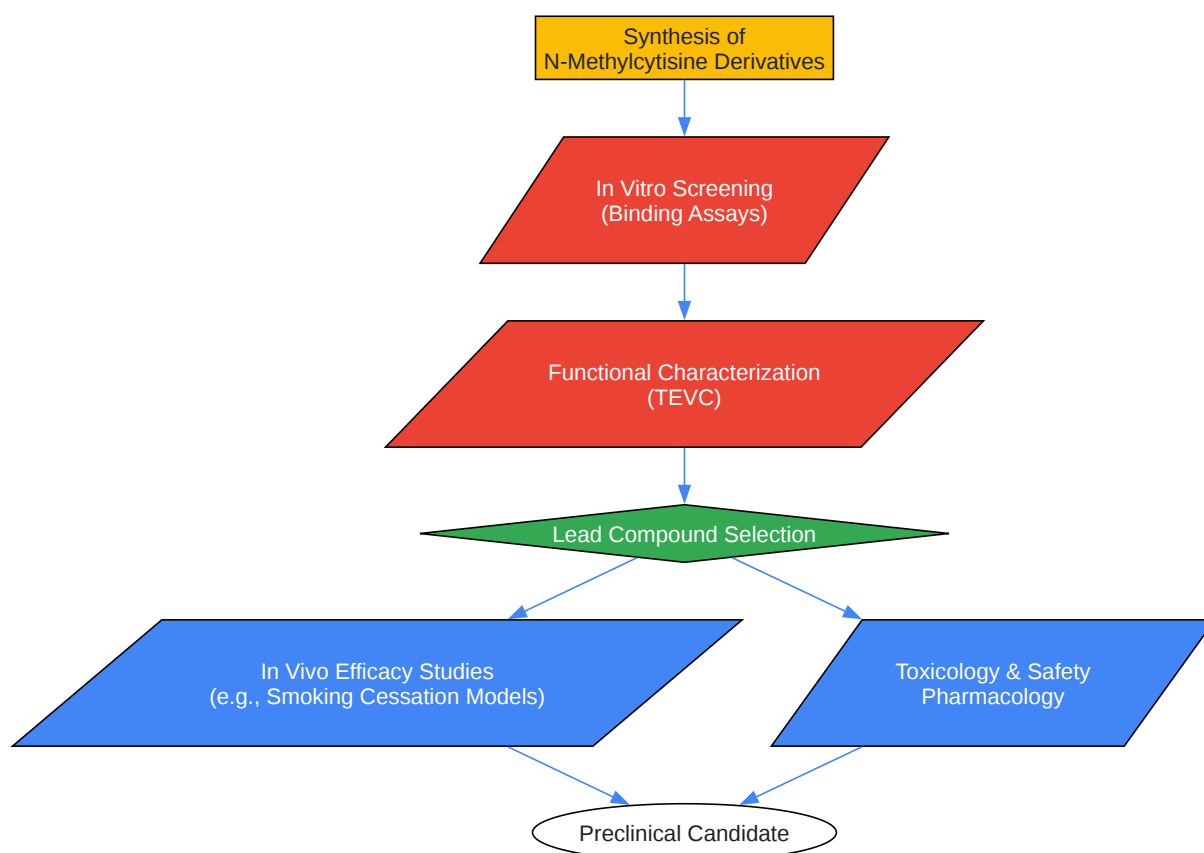 Synthesis of
N-Methylcytisine Derivatives
In Vitro Screening
(Binding Assays)
Functional Characterization
(TEVC)
Lead Compound Selection
In Vivo Efficacy Studies
(e.g., Smoking Cessation Models)
Toxicology & Safety
Pharmacology
Preclinical Candidate